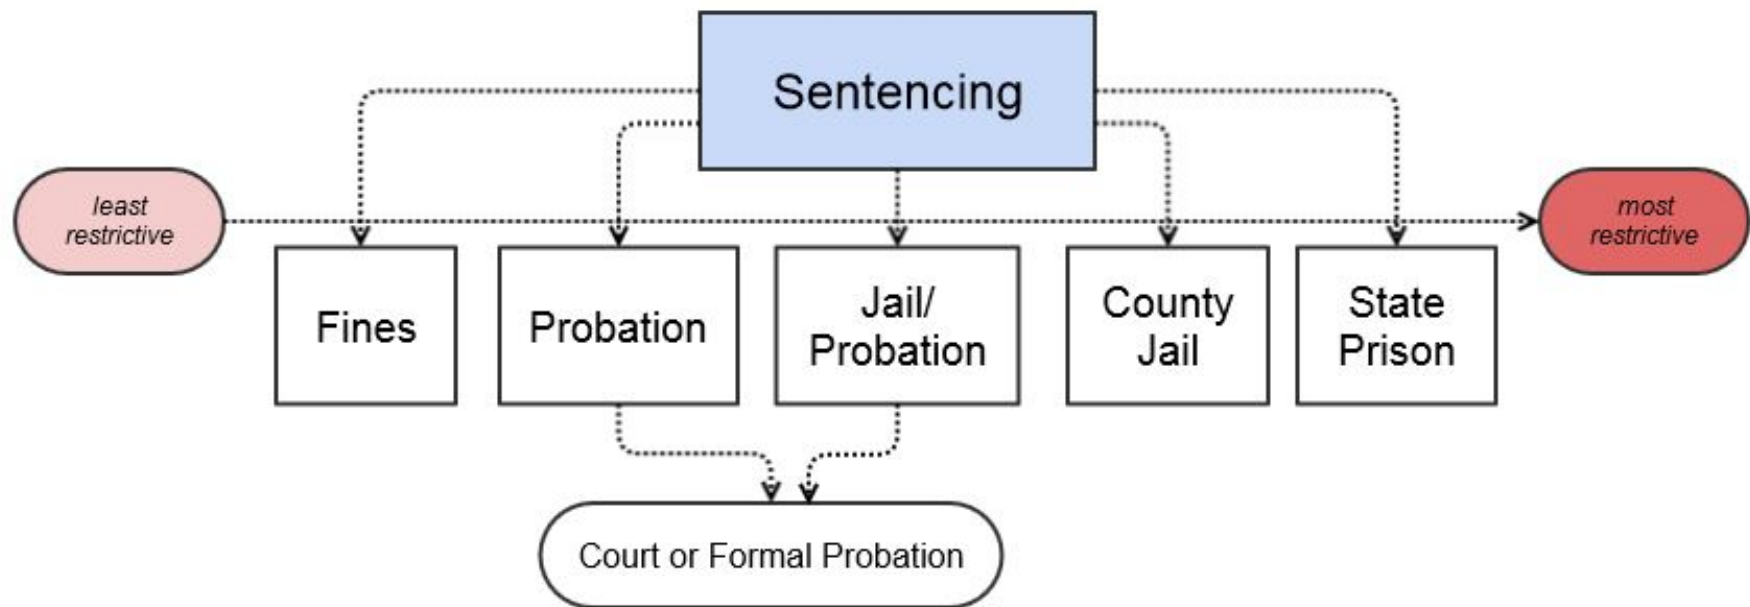 Sentencing
least
restrictive
most
restrictive
Fines
Probation
Jail/
Probation
County
Jail
State
Prison
Court or Formal Probation